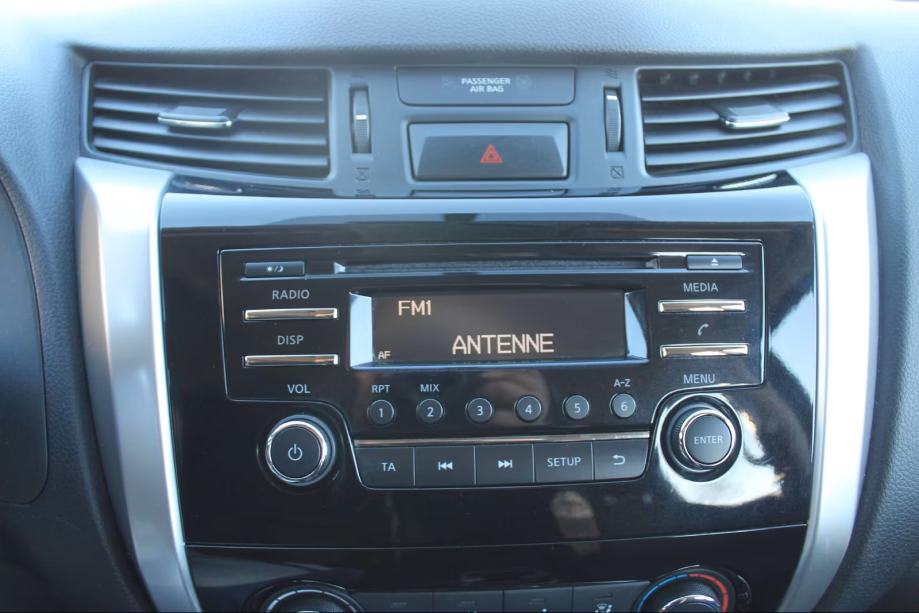 PASSENGER
AIR BAG
RADIO
MEDIA
FM1
DISP
AF ANTENNE
VOL
RPT MIX A-Z
MENU
1 2 3 4 5 6
ENTER
TA SETUP